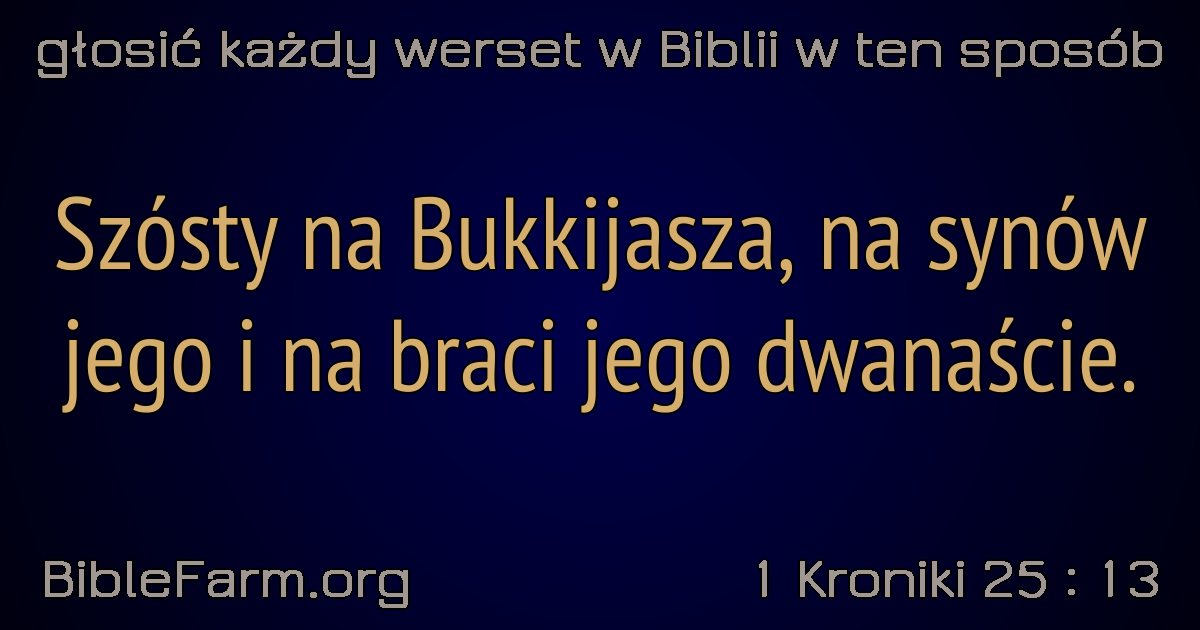 głosić każdy werset w Biblii w ten sposób
Szósty na Bukkijasza, na synów
jego i na braci jego dwanaście.
BibleFarm.org
1 Kroniki 25 : 13